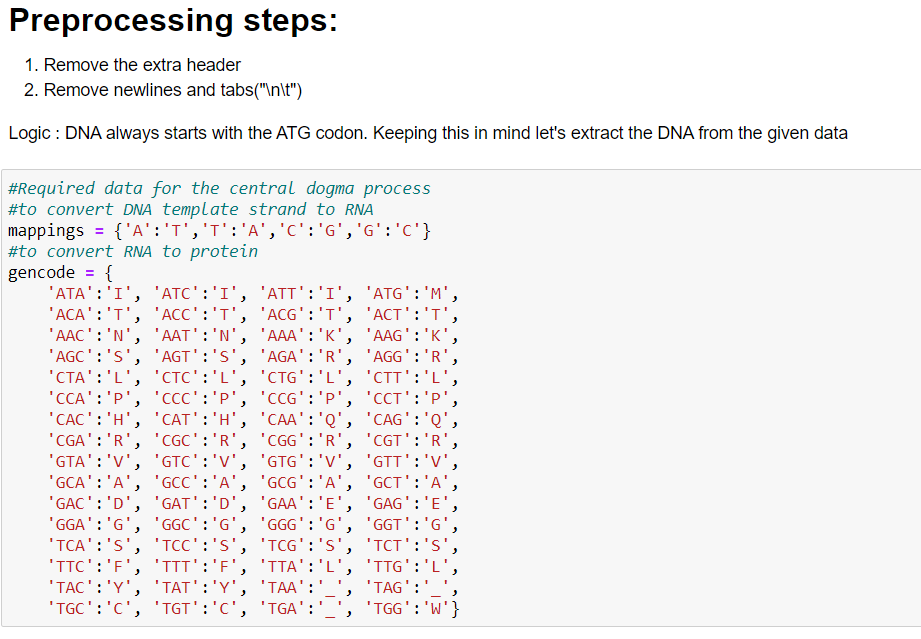 Preprocessing steps:
1. Remove the extra header
2. Remove newlines and tabs("\n\t")
Logic : DNA always starts with the ATG codon. Keeping this in mind let's extract the DNA from the given data
#Required data for the central dogma process
#to convert DNA template strand to RNA
mappings = {'A':'T','T':'A','C':'G','G':'C'}
#to convert RNA to protein
gencode = {
    'ATA':'I', 'ATC':'I', 'ATT':'I', 'ATG':'M',
    'ACA':'T', 'ACC':'T', 'ACG':'T', 'ACT':'T',
    'AAC':'N', 'AAT':'N', 'AAA':'K', 'AAG':'K',
    'AGC':'S', 'AGT':'S', 'AGA':'R', 'AGG':'R',
    'CTA':'L', 'CTC':'L', 'CTG':'L', 'CTT':'L',
    'CCA':'P', 'CCC':'P', 'CCG':'P', 'CCT':'P',
    'CAC':'H', 'CAT':'H', 'CAA':'Q', 'CAG':'Q',
    'CGA':'R', 'CGC':'R', 'CGG':'R', 'CGT':'R',
    'GTA':'V', 'GTC':'V', 'GTG':'V', 'GTT':'V',
    'GCA':'A', 'GCC':'A', 'GCG':'A', 'GCT':'A',
    'GAC':'D', 'GAT':'D', 'GAA':'E', 'GAG':'E',
    'GGA':'G', 'GGC':'G', 'GGG':'G', 'GGT':'G',
    'TCA':'S', 'TCC':'S', 'TCG':'S', 'TCT':'S',
    'TTC':'F', 'TTT':'F', 'TTA':'L', 'TTG':'L',
    'TAC':'Y', 'TAT':'Y', 'TAA':'_', 'TAG':'_',
    'TGC':'C', 'TGT':'C', 'TGA':'_', 'TGG':'W'}